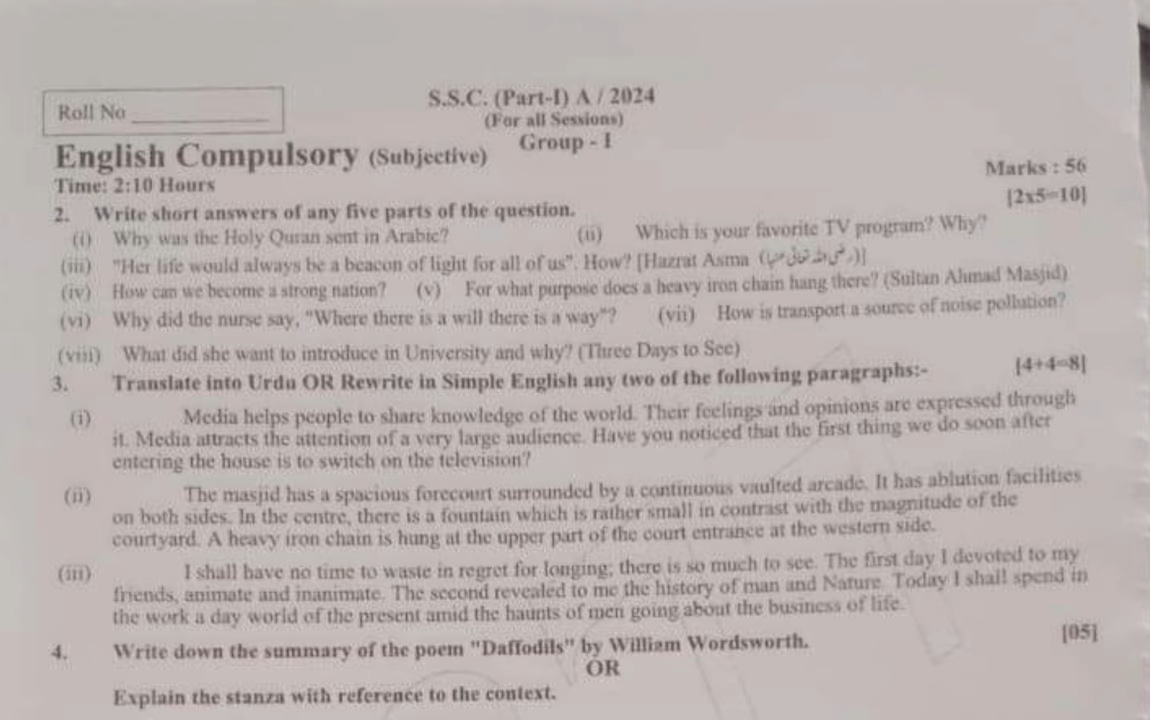 S.S.C. (Part-I) A / 2024
Roll No
(For all Sessions)
Group - I
English Compulsory (Subjective)
Marks : 56
Time: 2:10 Hours
2. Write short answers of any five parts of the question. [2x5=10]
(i) Why was the Holy Quran sent in Arabic? (ii) Which is your favorite TV program? Why?
(iii) "Her life would always be a beacon of light for all of us". How? [Hazrat Asma (رضی اللہ تعالیٰ عنہا)]
(iv) How can we become a strong nation? (v) For what purpose does a heavy iron chain hang there? (Sultan Ahmad Masjid)
(vi) Why did the nurse say, "Where there is a will there is a way"? (vii) How is transport a source of noise pollution?
(viii) What did she want to introduce in University and why? (Three Days to See)
3. Translate into Urdu OR Rewrite in Simple English any two of the following paragraphs:- [4+4=8]
(i) Media helps people to share knowledge of the world. Their feelings and opinions are expressed through
it. Media attracts the attention of a very large audience. Have you noticed that the first thing we do soon after
entering the house is to switch on the television?
(ii) The masjid has a spacious forecourt surrounded by a continuous vaulted arcade. It has ablution facilities
on both sides. In the centre, there is a fountain which is rather small in contrast with the magnitude of the
courtyard. A heavy iron chain is hung at the upper part of the court entrance at the western side.
(iii) I shall have no time to waste in regret for longing; there is so much to see. The first day I devoted to my
friends, animate and inanimate. The second revealed to me the history of man and Nature. Today I shall spend in
the work a day world of the present amid the haunts of men going about the business of life.
4. Write down the summary of the poem "Daffodils" by William Wordsworth. [05]
OR
Explain the stanza with reference to the context.